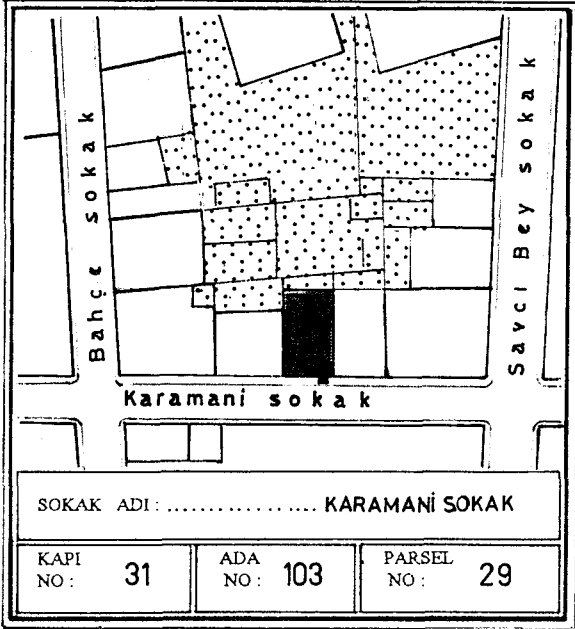 Bahçe sokak
Savcı Bey sokak
Karamani sokak
SOKAK ADI : .................. KARAMANİ SOKAK
KAPI NO : 31
ADA NO : 103
PARSEL NO : 29